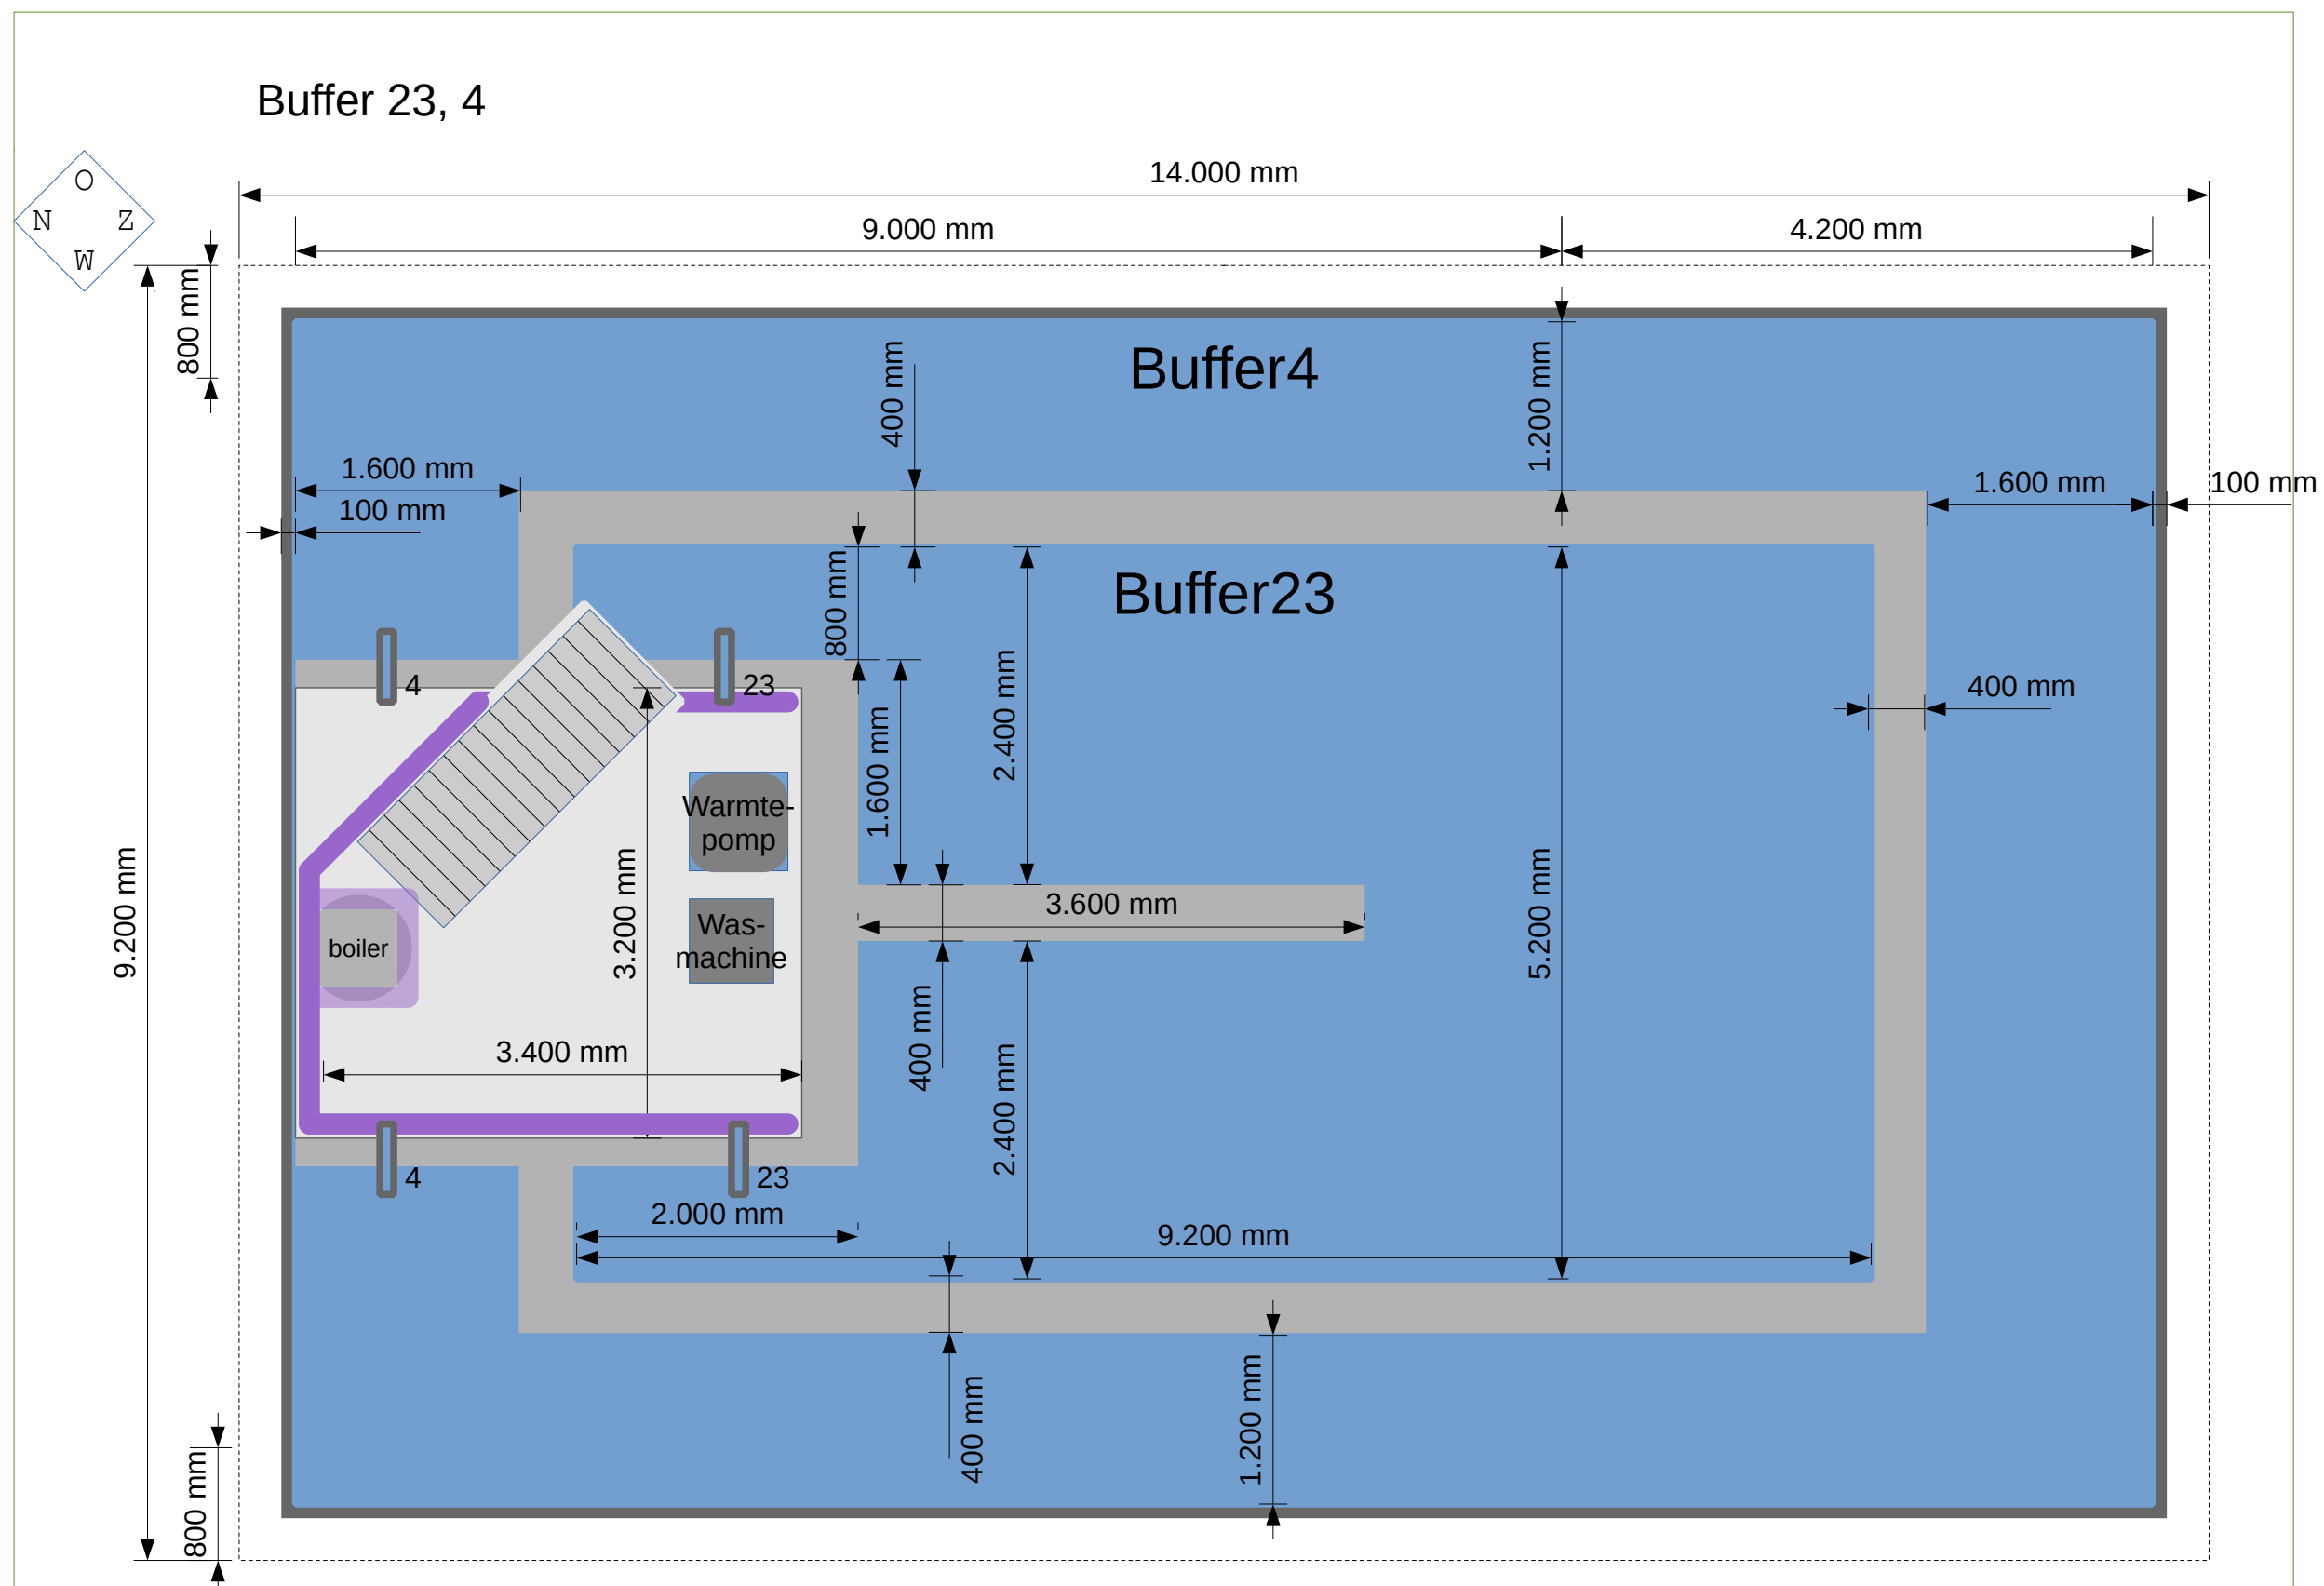 Buffer 23, 4
O
N Z
W
14.000 mm
9.000 mm
4.200 mm
800 mm
Buffer4
400 mm
1.200 mm
1.600 mm
100 mm
1.600 mm
100 mm
800 mm
Buffer23
4
23
400 mm
2.400 mm
1.600 mm
Warmte-
pomp
9.200 mm
3.200 mm
3.600 mm
5.200 mm
Was-
machine
boiler
400 mm
3.400 mm
2.400 mm
4
23
2.000 mm
9.200 mm
400 mm
1.200 mm
800 mm